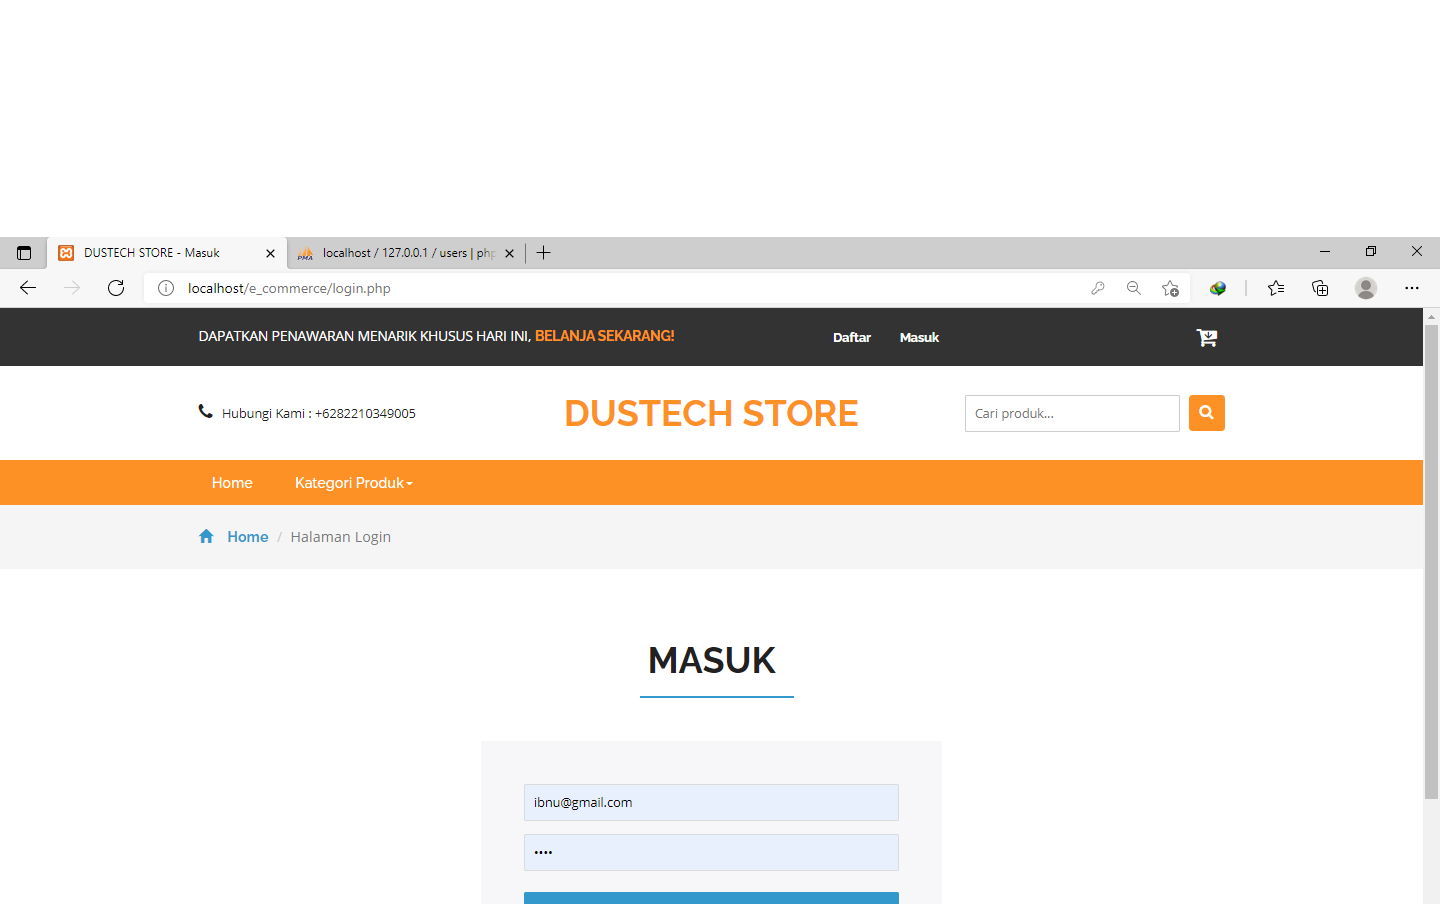 DUSTECH STORE - Masuk
localhost / 127.0.0.1 / users | php
localhost/e_commerce/login.php
DAPATKAN PENAWARAN MENARIK KHUSUS HARI INI, BELANJA SEKARANG!
Daftar
Masuk
Hubungi Kami : +6282210349005
DUSTECH STORE
Cari produk...
Home
Kategori Produk
Home / Halaman Login
MASUK
ibnu@gmail.com
••••